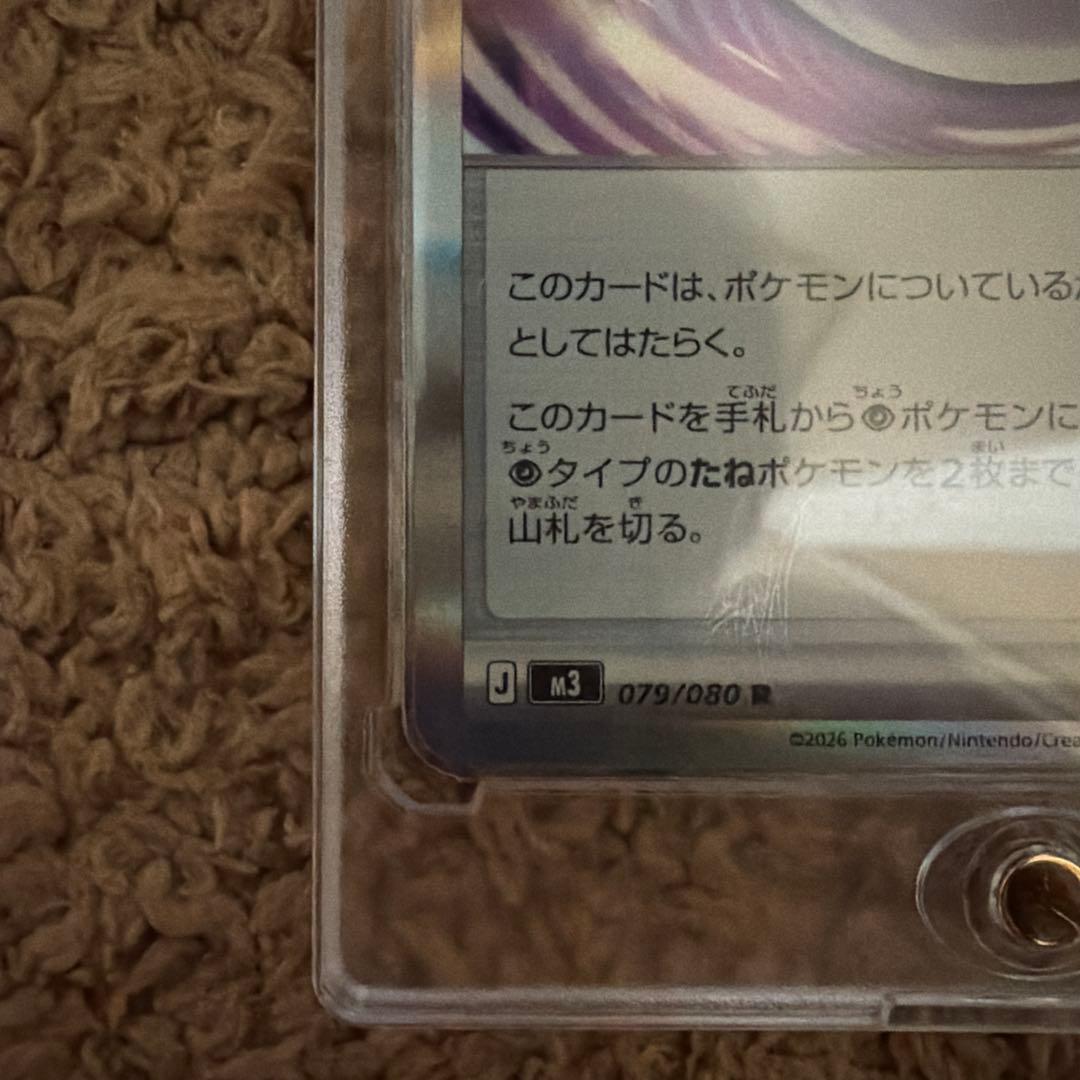 このカードは、ポケモンについているか
としてはたらく。
てふだ ちょう
このカードを手札から超ポケモンに
ちょう まい
タイプのたねポケモンを2枚まで
やまふだ き
山札を切る。
J M3 079/080 R
©2026 Pokémon/Nintendo/Crea